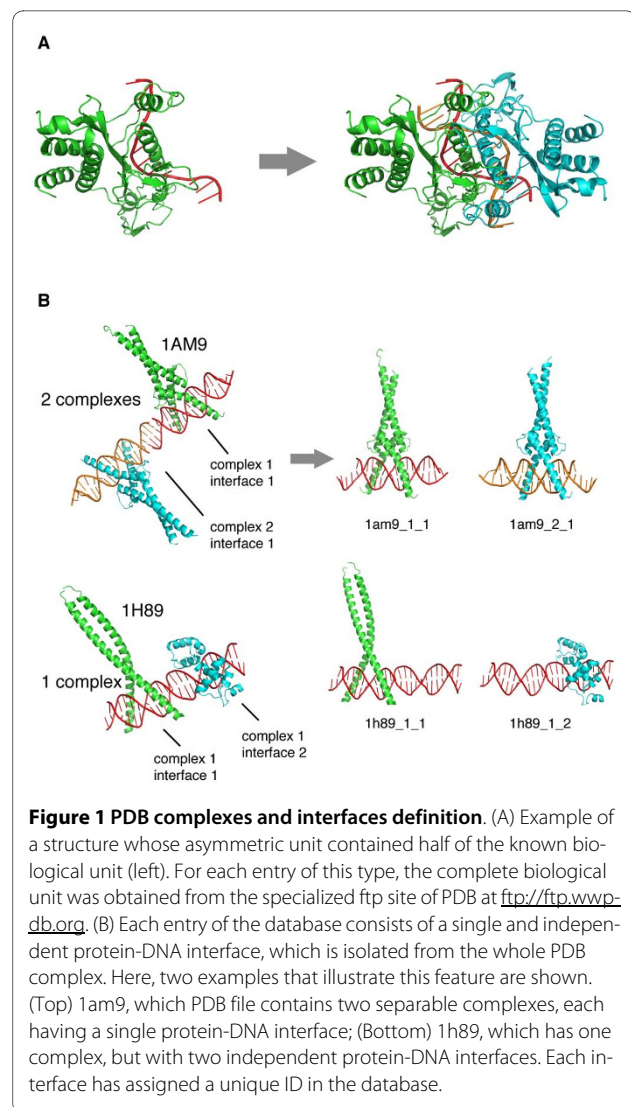 A
B
1AM9
2 complexes
complex 1
interface 1
complex 2
interface 1
1am9_1_1
1am9_2_1
1H89
1 complex
complex 1
interface 1
complex 1
interface 2
1h89_1_1
1h89_1_2
Figure 1 PDB complexes and interfaces definition. (A) Example of
a structure whose asymmetric unit contained half of the known bio-
logical unit (left). For each entry of this type, the complete biological
unit was obtained from the specialized ftp site of PDB at ftp://ftp.wwp-
db.org. (B) Each entry of the database consists of a single and indepen-
dent protein-DNA interface, which is isolated from the whole PDB
complex. Here, two examples that illustrate this feature are shown.
(Top) 1am9, which PDB file contains two separable complexes, each
having a single protein-DNA interface; (Bottom) 1h89, which has one
complex, but with two independent protein-DNA interfaces. Each in-
terface has assigned a unique ID in the database.